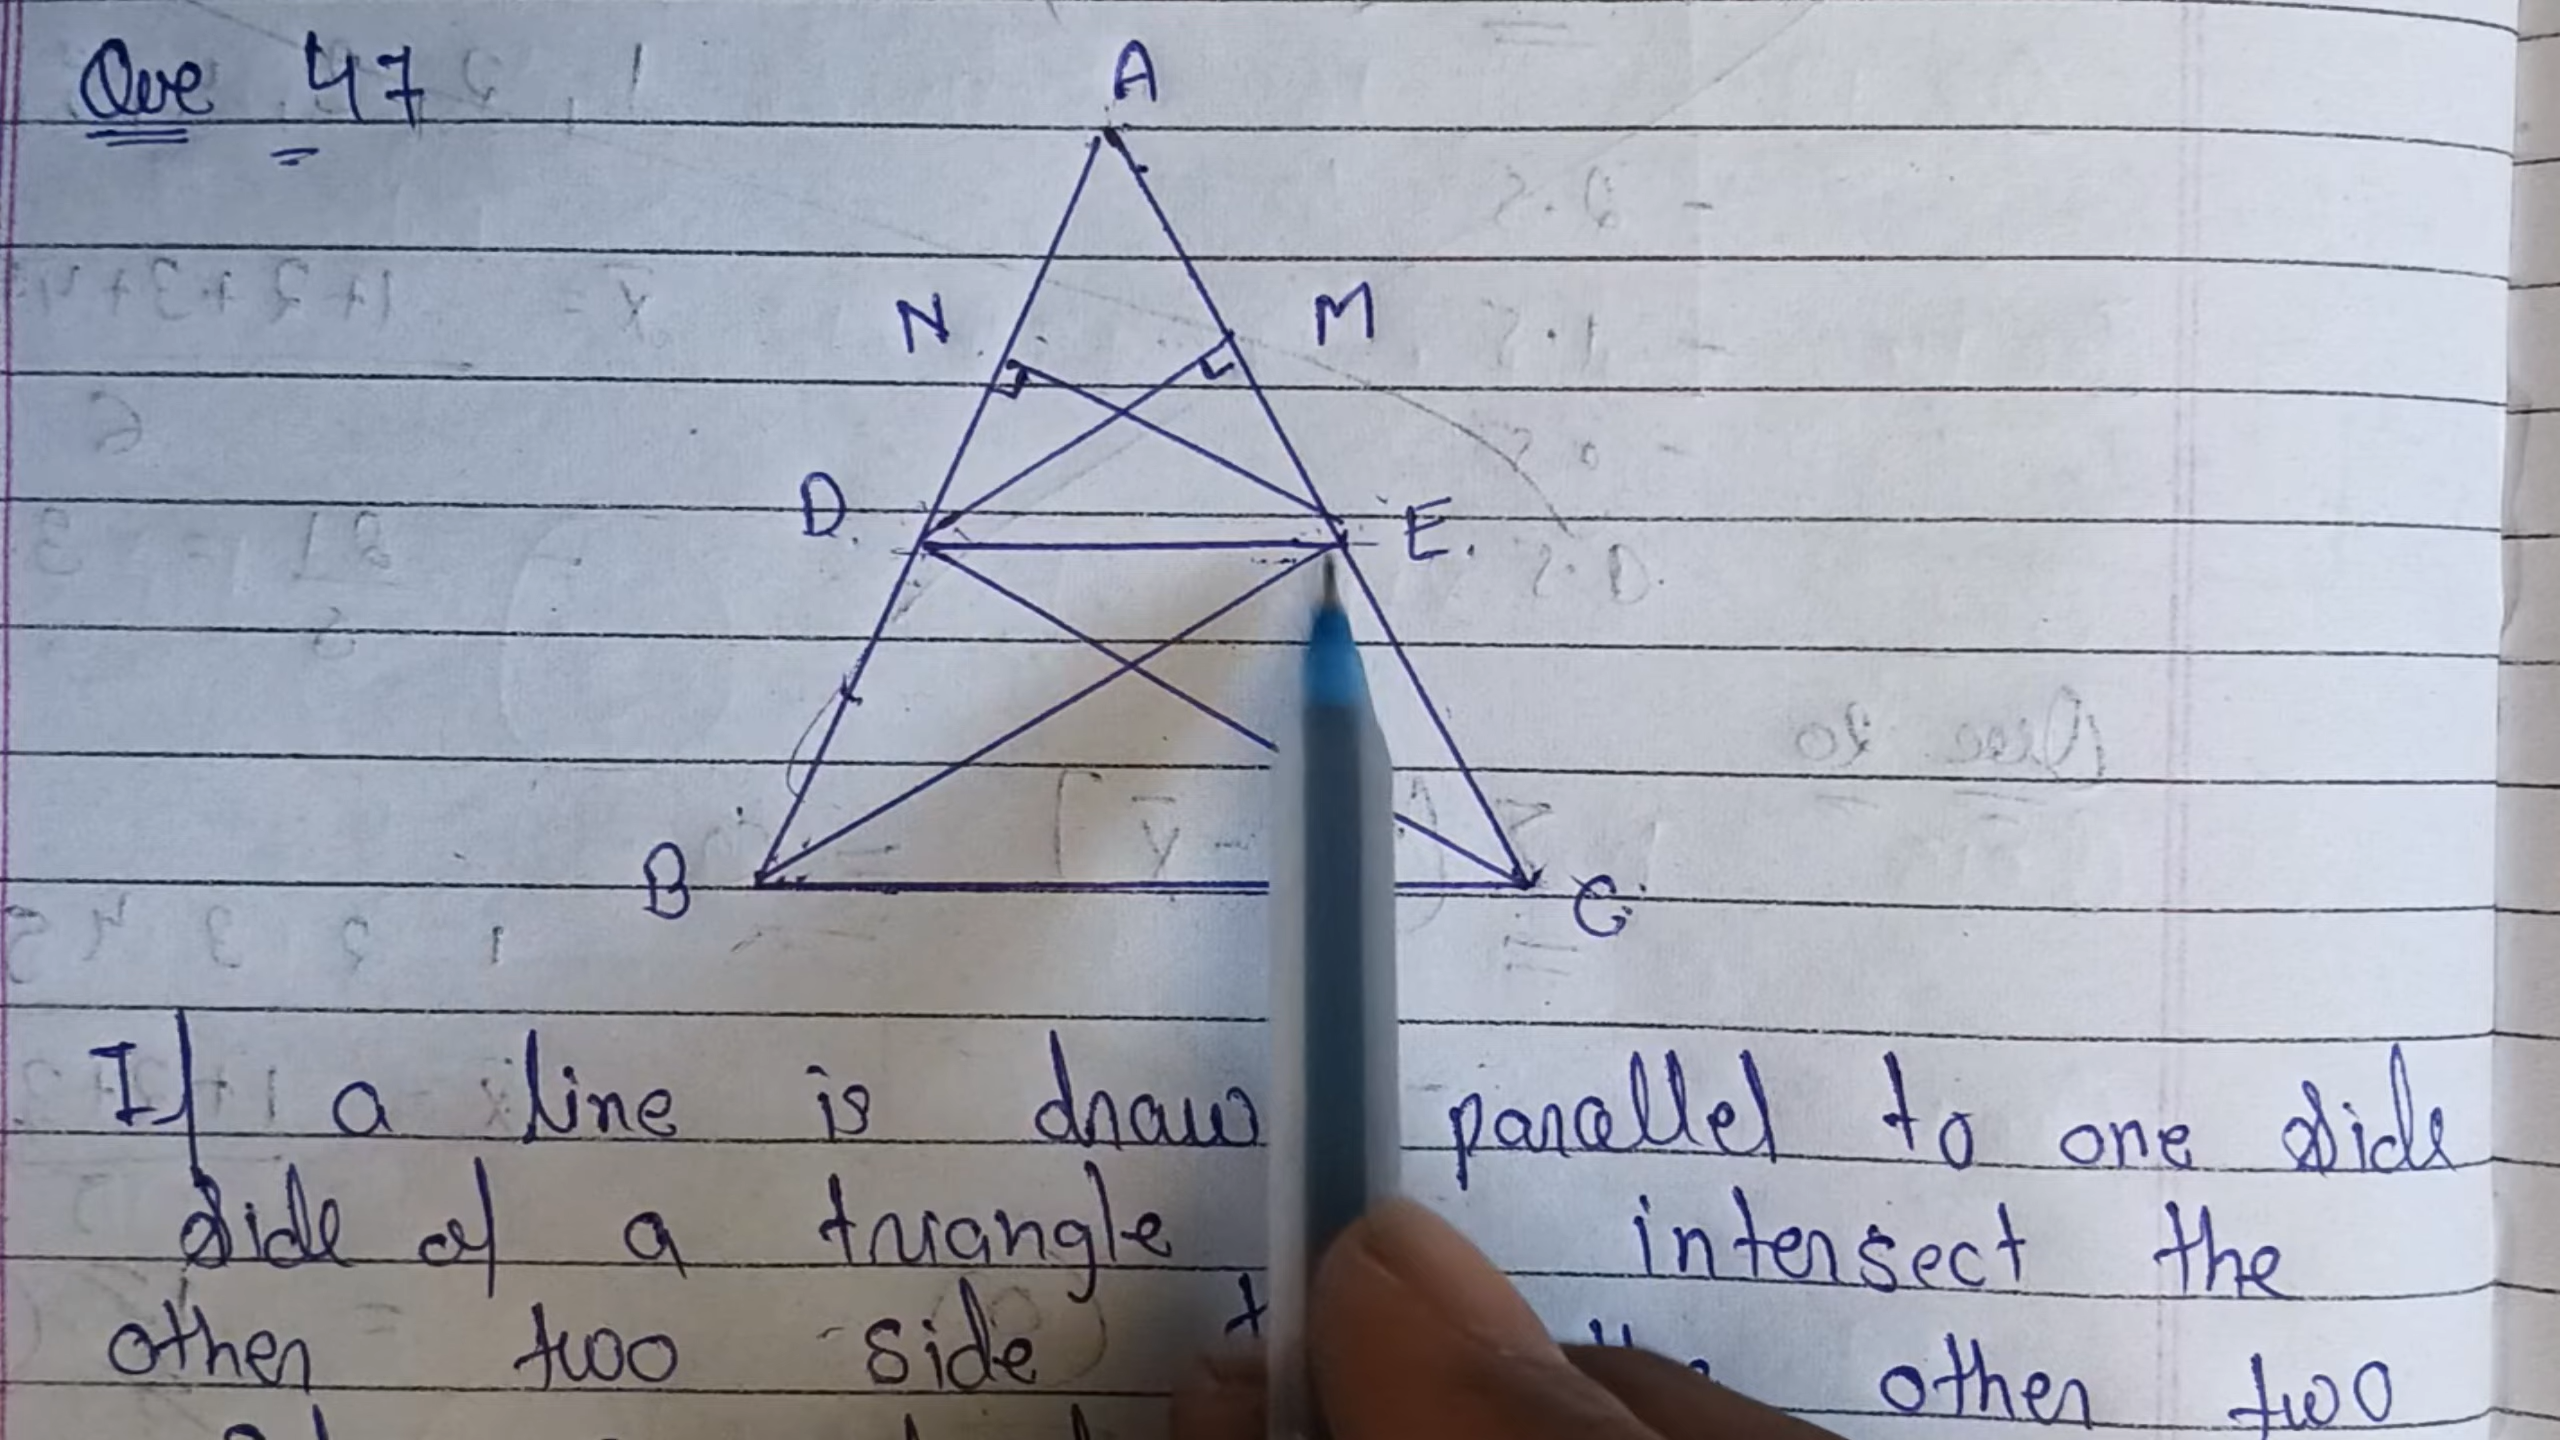 Que 47
A
N
M
D.
E.
B
C
If a line is draw parallel to one side
side of a triangle intersect the
other two side other two